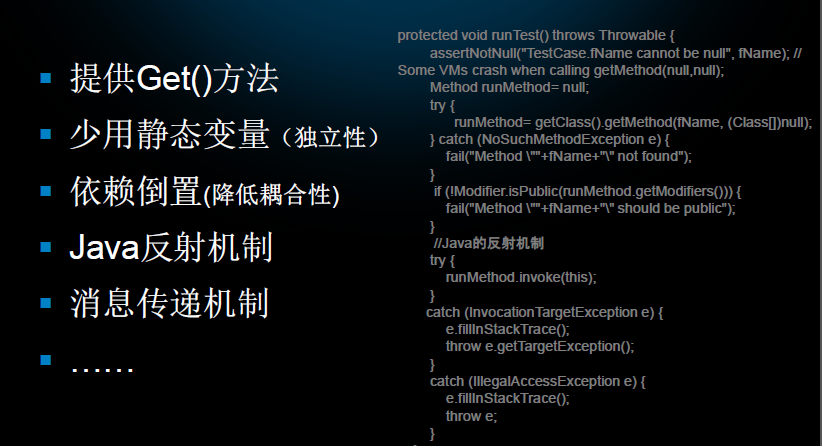 提供Get()方法
少用静态变量（独立性）
依赖倒置(降低耦合性)
Java反射机制
消息传递机制
……
protected void runTest() throws Throwable {
assertNotNull("TestCase.fName cannot be null", fName); //
Some VMs crash when calling getMethod(null,null);
Method runMethod= null;
try {
runMethod= getClass().getMethod(fName, (Class[])null);
} catch (NoSuchMethodException e) {
fail("Method \""+fName+"\" not found");
}
if (!Modifier.isPublic(runMethod.getModifiers())) {
fail("Method \""+fName+"\" should be public");
}
//Java的反射机制
try {
runMethod.invoke(this);
}
catch (InvocationTargetException e) {
e.fillInStackTrace();
throw e.getTargetException();
}
catch (IllegalAccessException e) {
e.fillInStackTrace();
throw e;
}